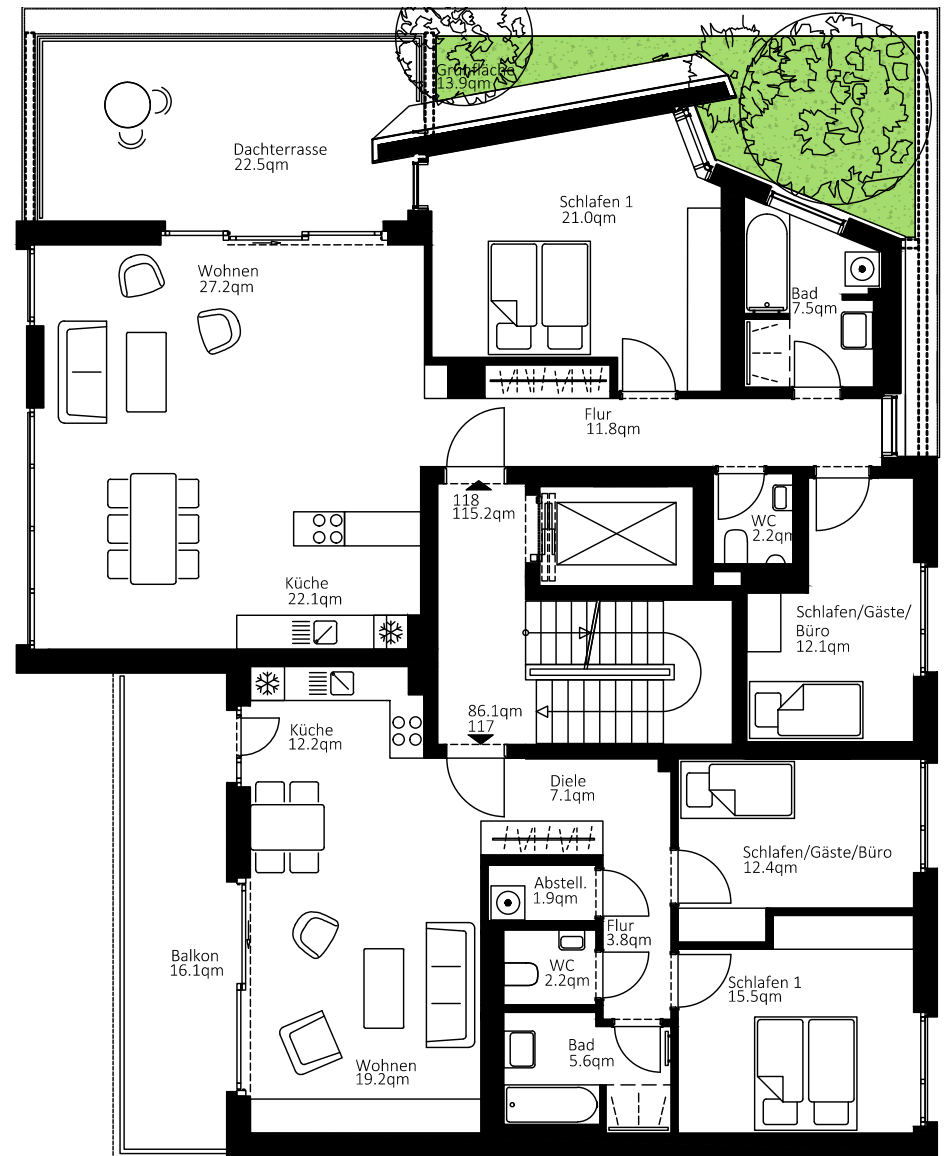 Grünfläche
13.9qm
Dachterrasse
22.5qm
Schlafen 1
21.0qm
Wohnen
27.2qm
Bad
7.5qm
Flur
11.8qm
118
115.2qm
WC
2.2qm
Küche
22.1qm
Schlafen/Gäste/
Büro
12.1qm
86.1qm
117
Küche
12.2qm
Diele
7.1qm
Schlafen/Gäste/Büro
12.4qm
Abstell.
1.9qm
Flur
3.8qm
Balkon
16.1qm
WC
2.2qm
Schlafen 1
15.5qm
Bad
5.6qm
Wohnen
19.2qm